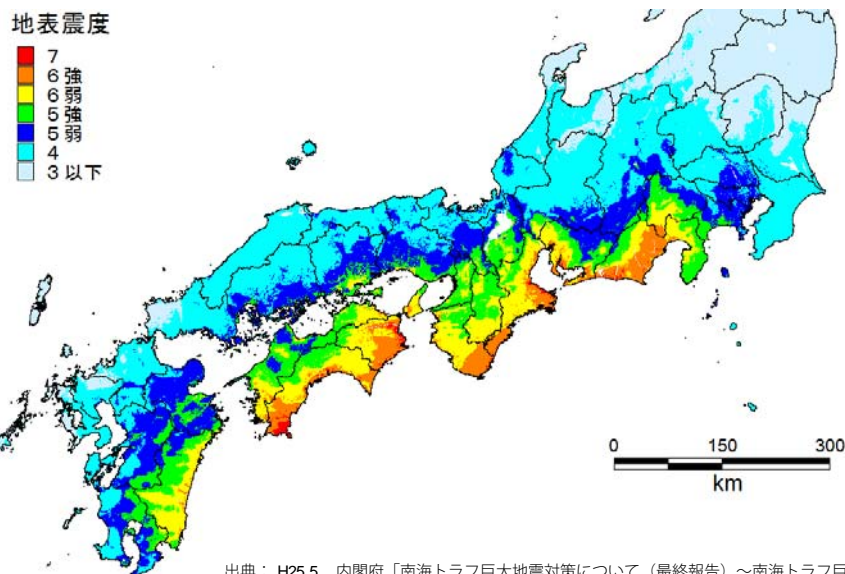 地表震度
7
6強
6弱
5強
5弱
4
3以下
0 150 300
km
出典： H25.5 内閣府「南海トラフ巨大地震対策について（最終報告）～南海トラフ巨